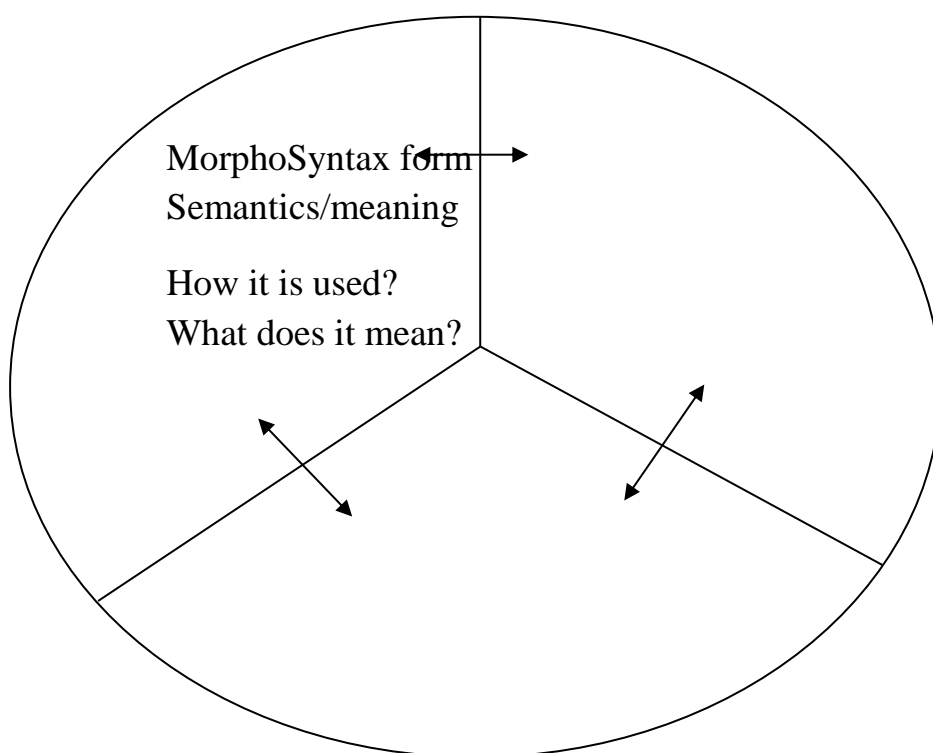 MorphoSyntax form
Semantics/meaning
How it is used?
What does it mean?